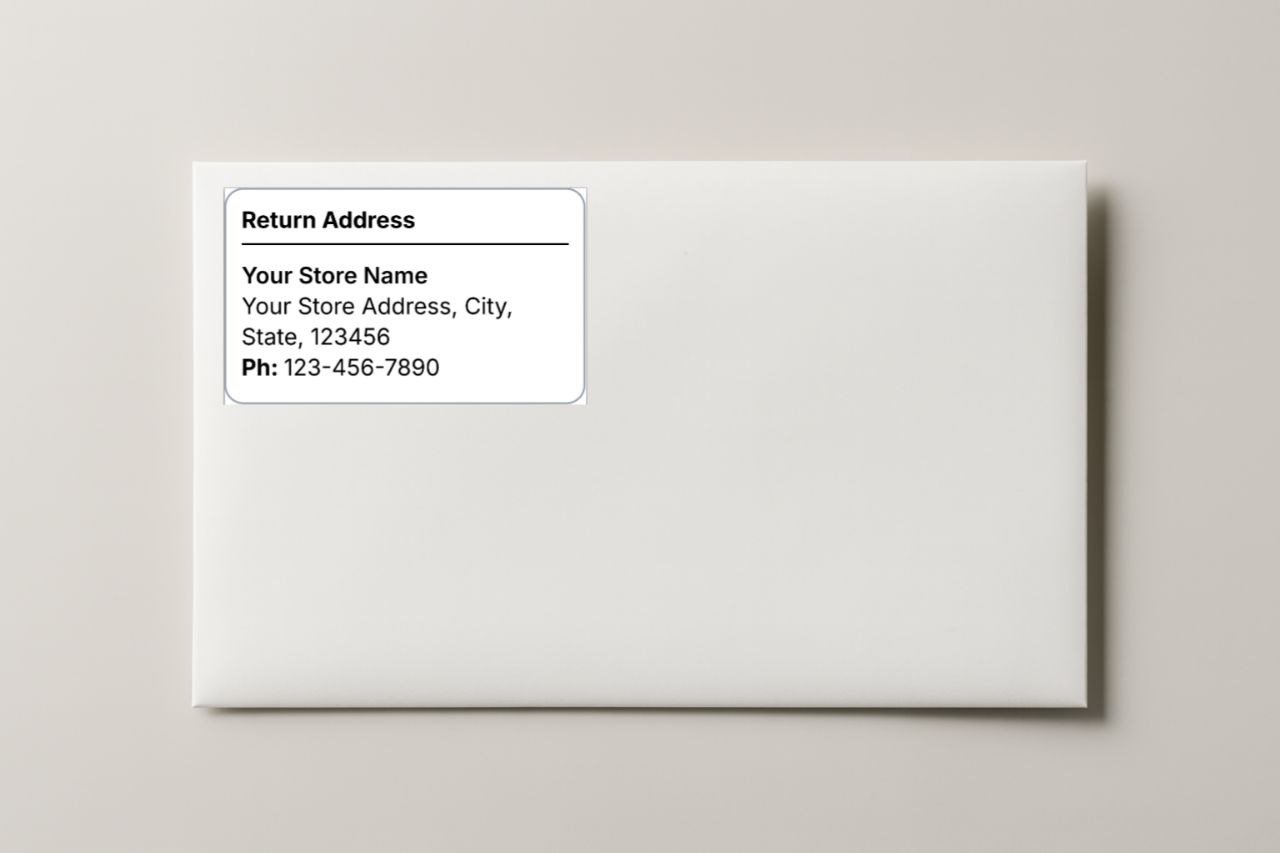 Return Address
Your Store Name
Your Store Address, City,
State, 123456
Ph: 123-456-7890